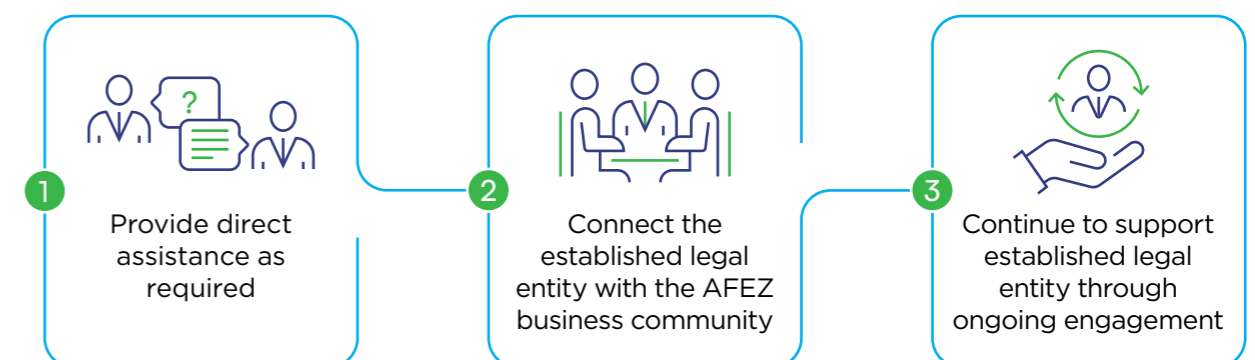 ?
1
Provide direct
assistance as
required
2
Connect the
established legal
entity with the AFEZ
business community
3
Continue to support
established legal
entity through
ongoing engagement